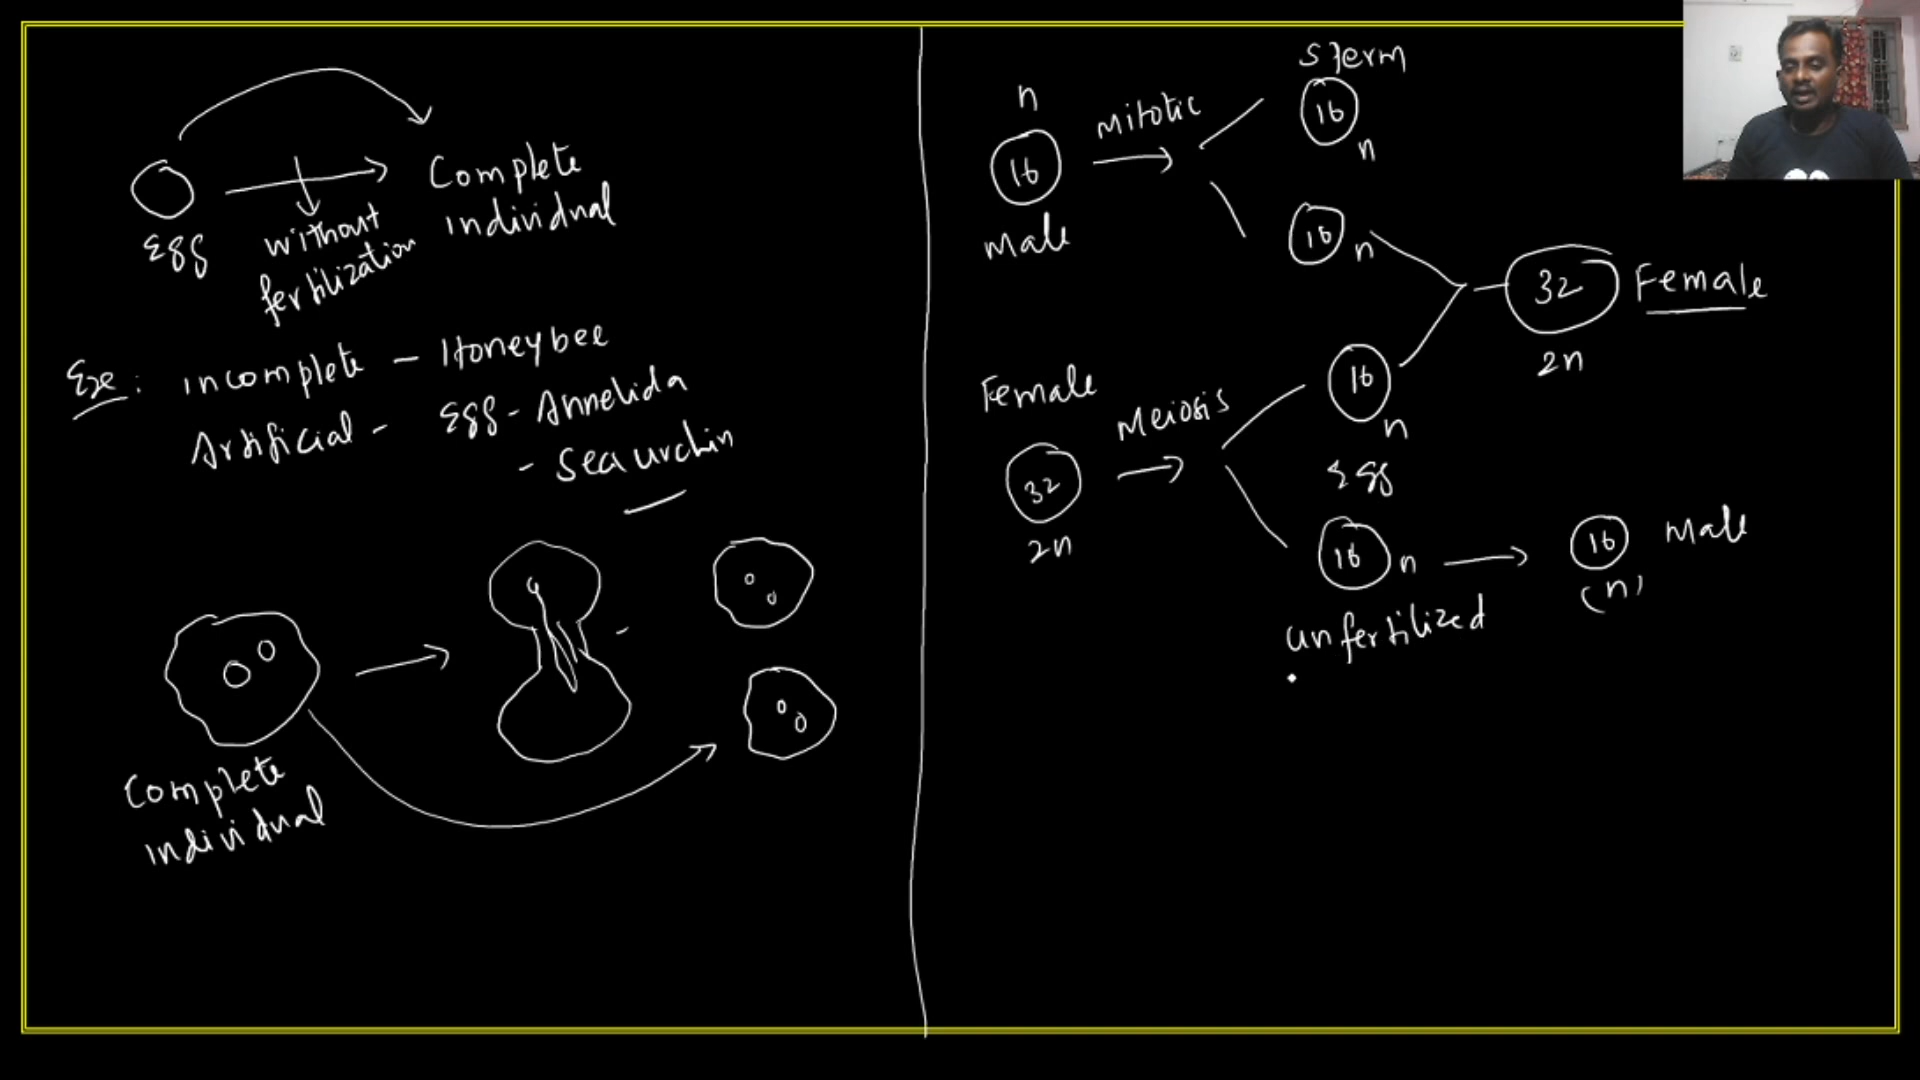 Egg
without
fertilization
Complete
individual
Exe: incomplete - Honeybee
Artificial - Egg - Annelida
- Sea urchin
Complete
individual
n
16
male
mitotic
Sperm
16
n
16 n
Female
32
2n
Meiosis
16
n
Egg
16 n
unfertilized
32 Female
2n
16 male
(n)